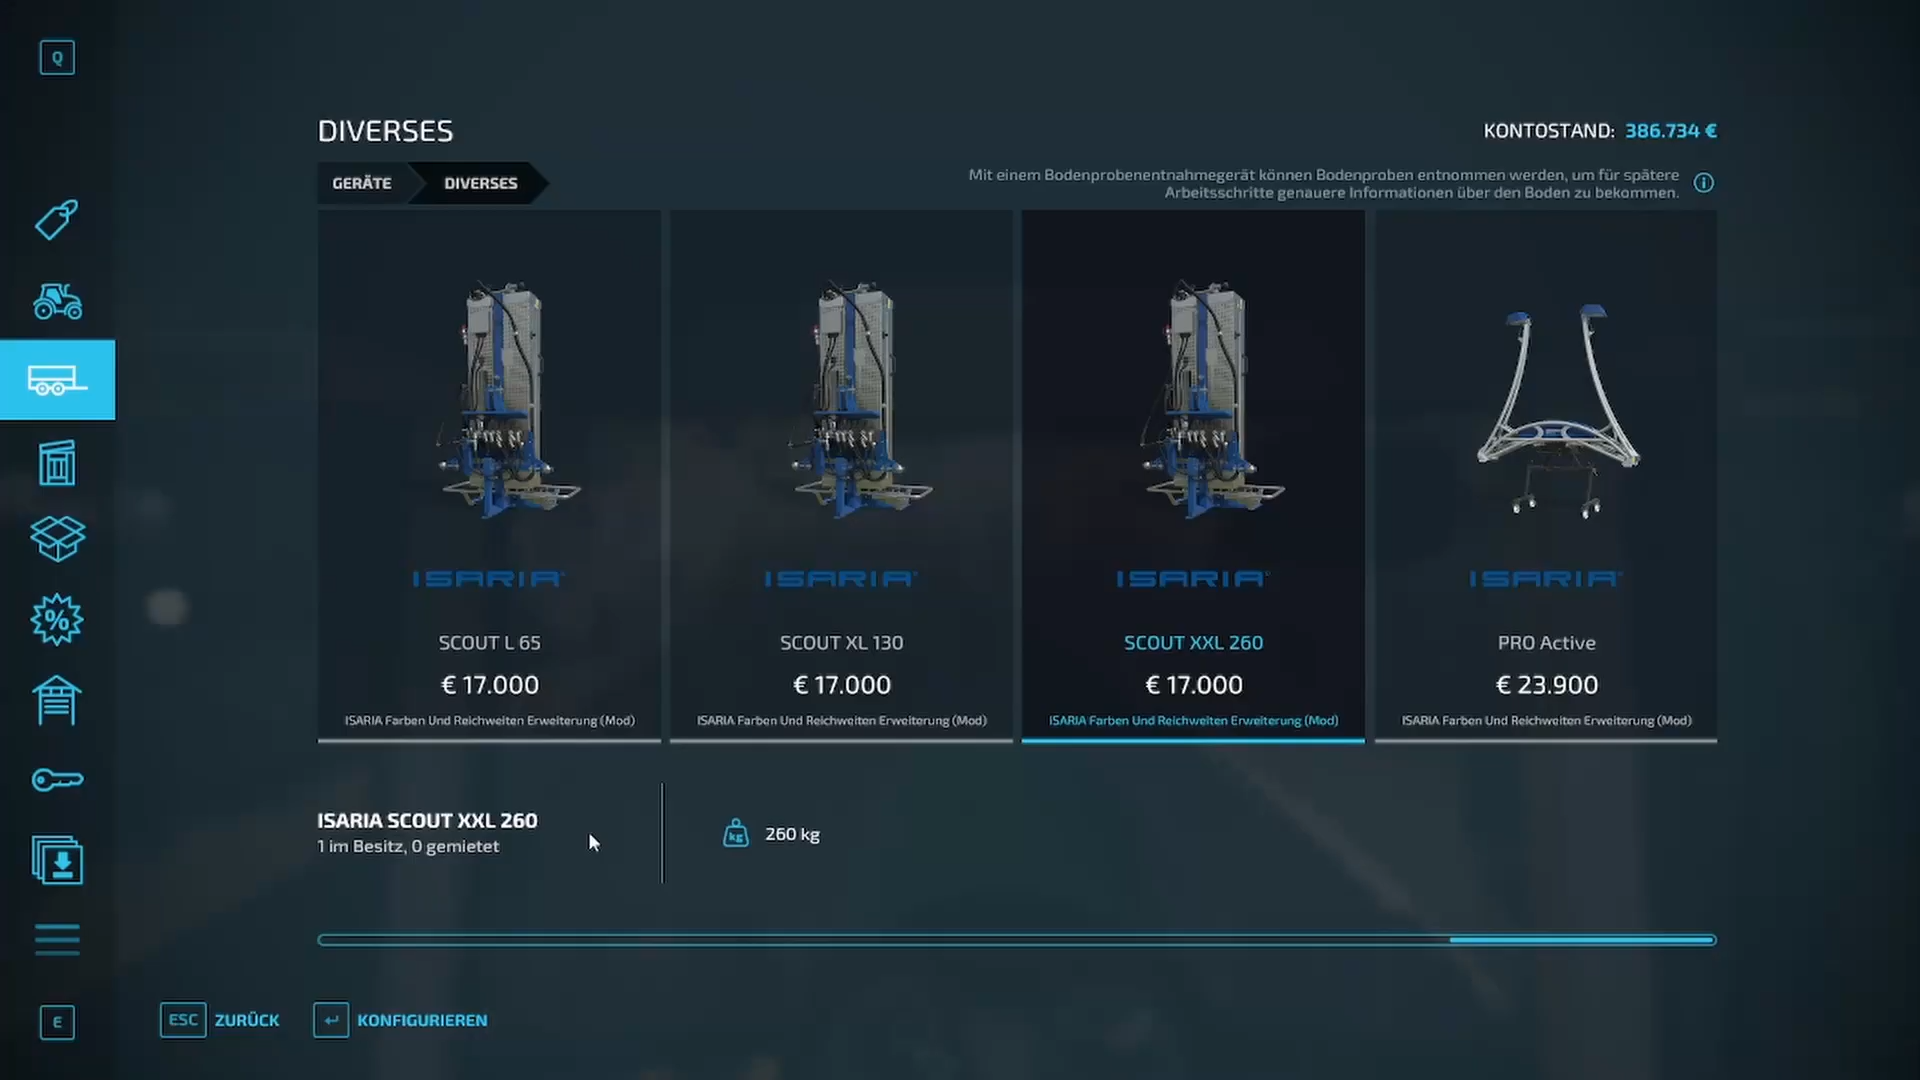 Q
DIVERSES
KONTOSTAND: 386.734 €
GERÄTE
DIVERSES
Mit einem Bodenprobenentnahmegerät können Bodenproben entnommen werden, um für spätere
Arbeitsschritte genauere Informationen über den Boden zu bekommen.
ISARIA
SCOUT L 65
€ 17.000
ISARIA Farben Und Reichweiten Erweiterung (Mod)
ISARIA
SCOUT XL 130
€ 17.000
ISARIA Farben Und Reichweiten Erweiterung (Mod)
ISARIA
SCOUT XXL 260
€ 17.000
ISARIA Farben Und Reichweiten Erweiterung (Mod)
ISARIA
PRO Active
€ 23.900
ISARIA Farben Und Reichweiten Erweiterung (Mod)
%
ISARIA SCOUT XXL 260
1 im Besitz, 0 gemietet
kg
260 kg
E
ESC ZURÜCK
↵ KONFIGURIEREN